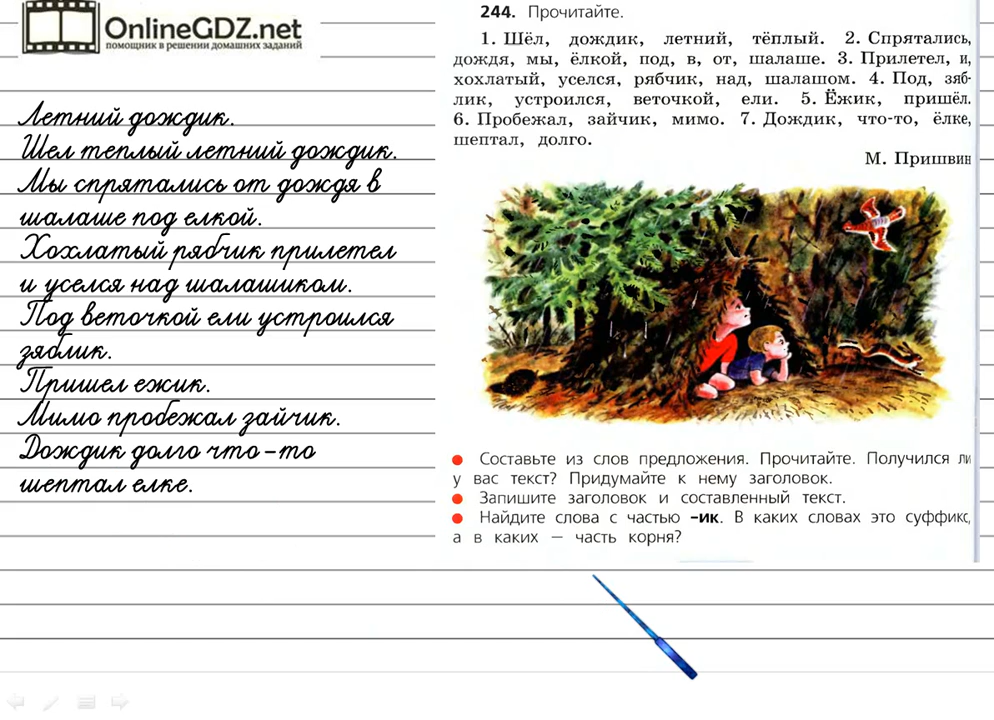 OnlineGDZ.net
помощник в решении домашних заданий
Летний дождик.
Шел теплый летний дождик.
Мы спрятались от дождя в
шалаше под елкой.
Хохлатый рябчик прилетел
и уселся над шалашиком.
Под веточкой ели устроился
зяблик.
Пришел ежик.
Мимо пробежал зайчик.
Дождик долго что-то
шептал елке.
244. Прочитайте.
1. Шёл, дождик, летний, тёплый. 2. Спрятались,
дождя, мы, ёлкой, под, в, от, шалаше. 3. Прилетел, и,
хохлатый, уселся, рябчик, над, шалашом. 4. Под, зяб-
лик, устроился, веточкой, ели. 5. Ёжик, пришёл.
6. Пробежал, зайчик, мимо. 7. Дождик, что-то, ёлке,
шептал, долго.
М. Пришвин
Составьте из слов предложения. Прочитайте. Получился ли
у вас текст? Придумайте к нему заголовок.
Запишите заголовок и составленный текст.
Найдите слова с частью -ик. В каких словах это суффикс,
а в каких — часть корня?